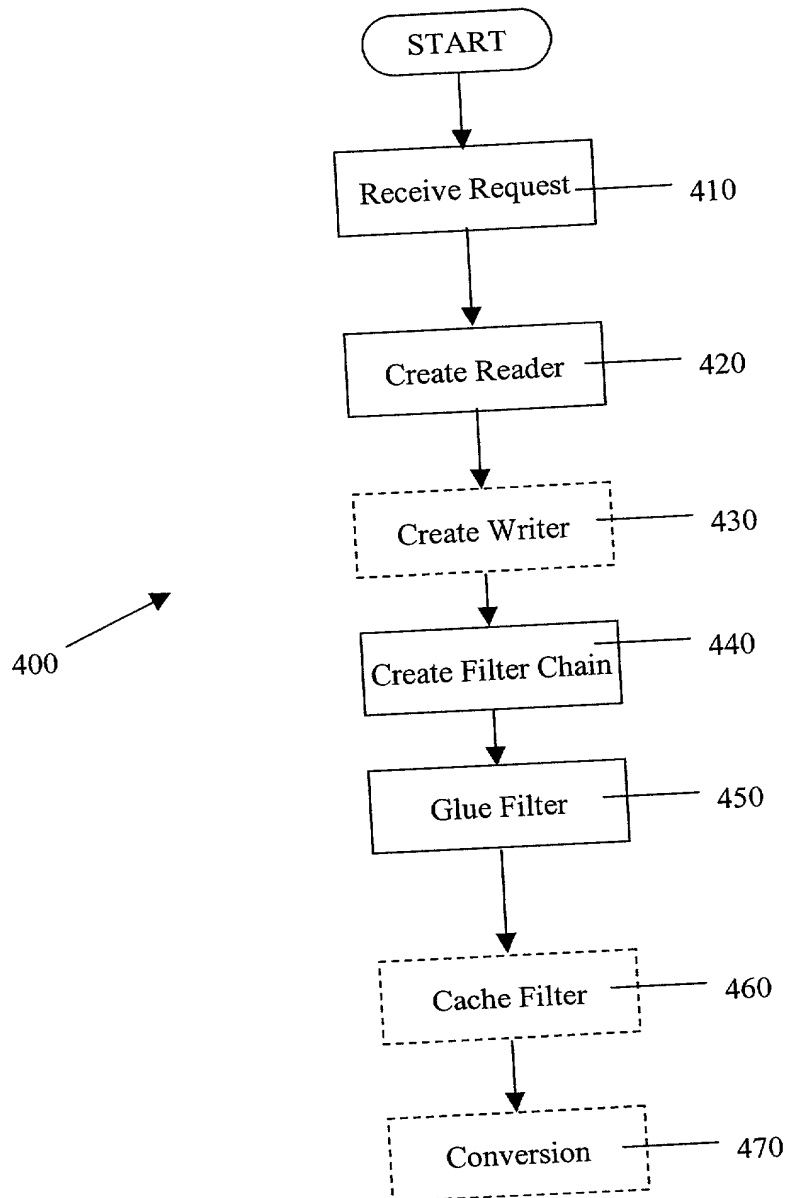 START
Receive Request
410
Create Reader
420
Create Writer
430
Create Filter Chain
440
400
Glue Filter
450
Cache Filter
460
Conversion
470